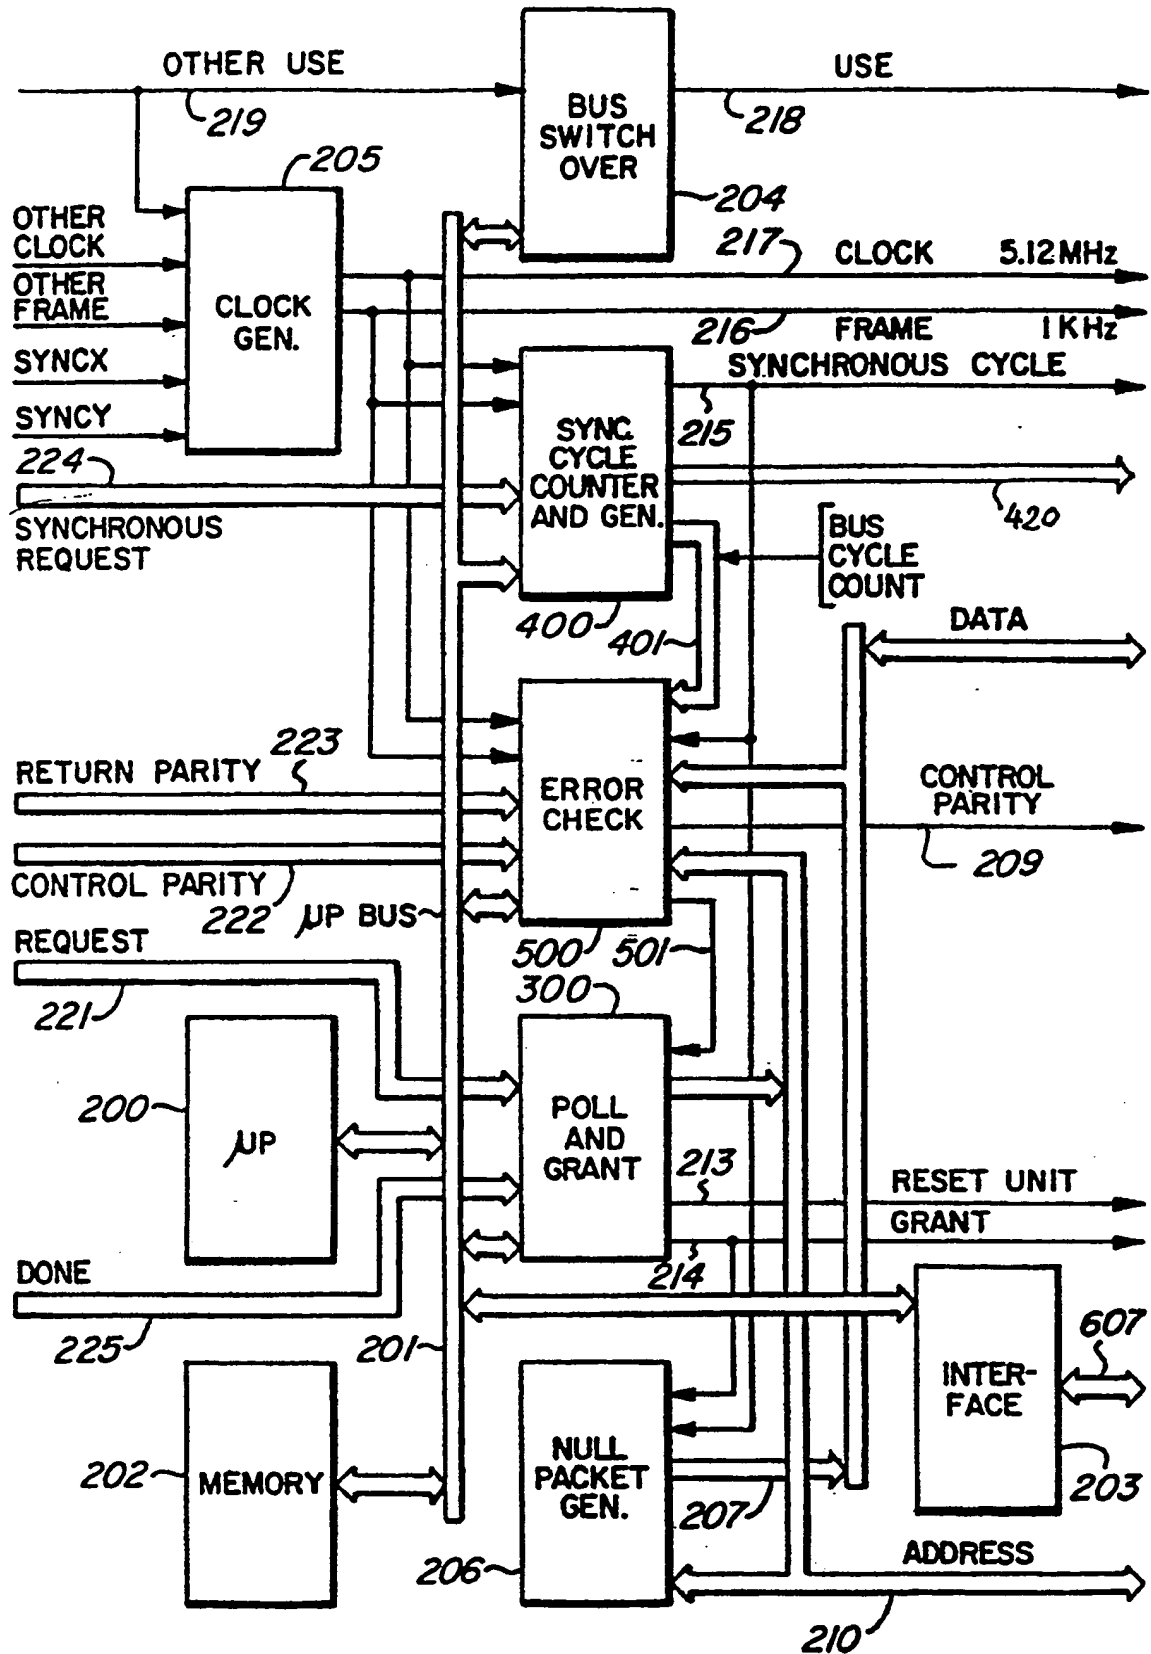 OTHER USE
219
BUS
SWITCH
OVER
USE
218
205
204
OTHER
CLOCK
OTHER
FRAME
SYNCX
SYNCY
CLOCK
GEN.
217
CLOCK 5.12MHz
216
FRAME 1KHz
SYNCHRONOUS CYCLE
215
224
SYNCHRONOUS
REQUEST
SYNC.
CYCLE
COUNTER
AND GEN.
420
BUS
CYCLE
COUNT
400
401
DATA
223
RETURN PARITY
ERROR
CHECK
CONTROL
PARITY
209
CONTROL PARITY
222
μP BUS
500
501
REQUEST
221
300
200
μP
POLL
AND
GRANT
213
RESET UNIT
GRANT
214
DONE
225
201
607
INTER-
FACE
202
MEMORY
NULL
PACKET
GEN.
207
203
206
ADDRESS
210